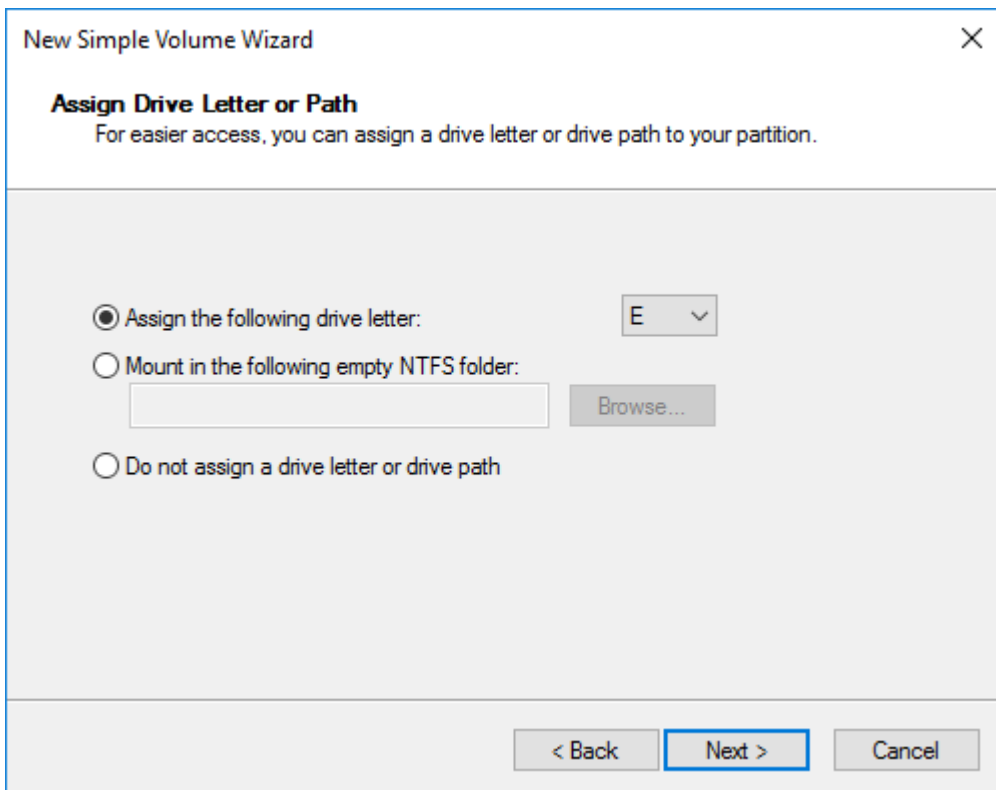 New Simple Volume Wizard
Assign Drive Letter or Path
For easier access, you can assign a drive letter or drive path to your partition.
Assign the following drive letter: E
Mount in the following empty NTFS folder:
Browse...
Do not assign a drive letter or drive path
< Back Next > Cancel